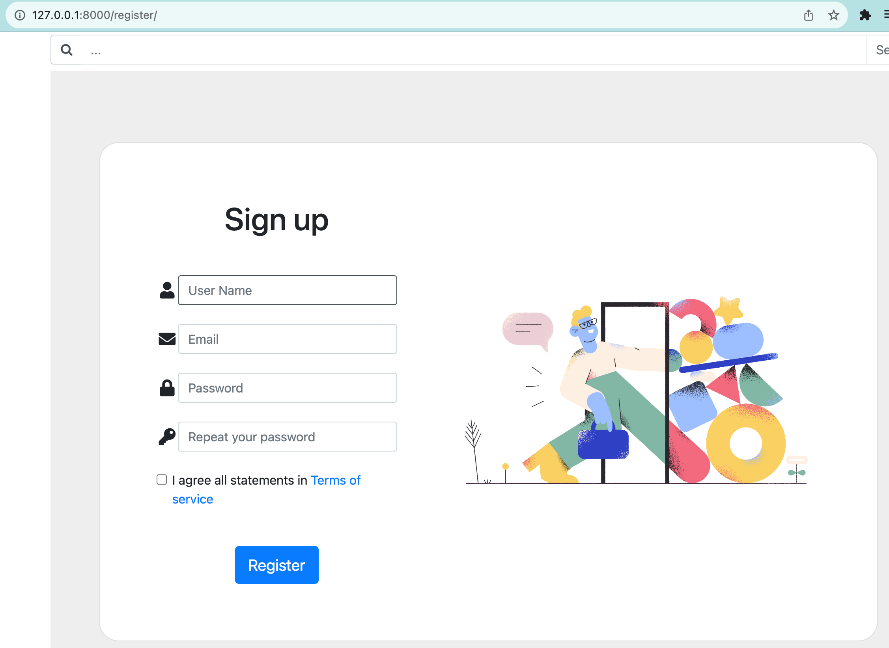 127.0.0.1:8000/register/
...
Se
Sign up
User Name
Email
Password
Repeat your password
I agree all statements in Terms of
service
Register